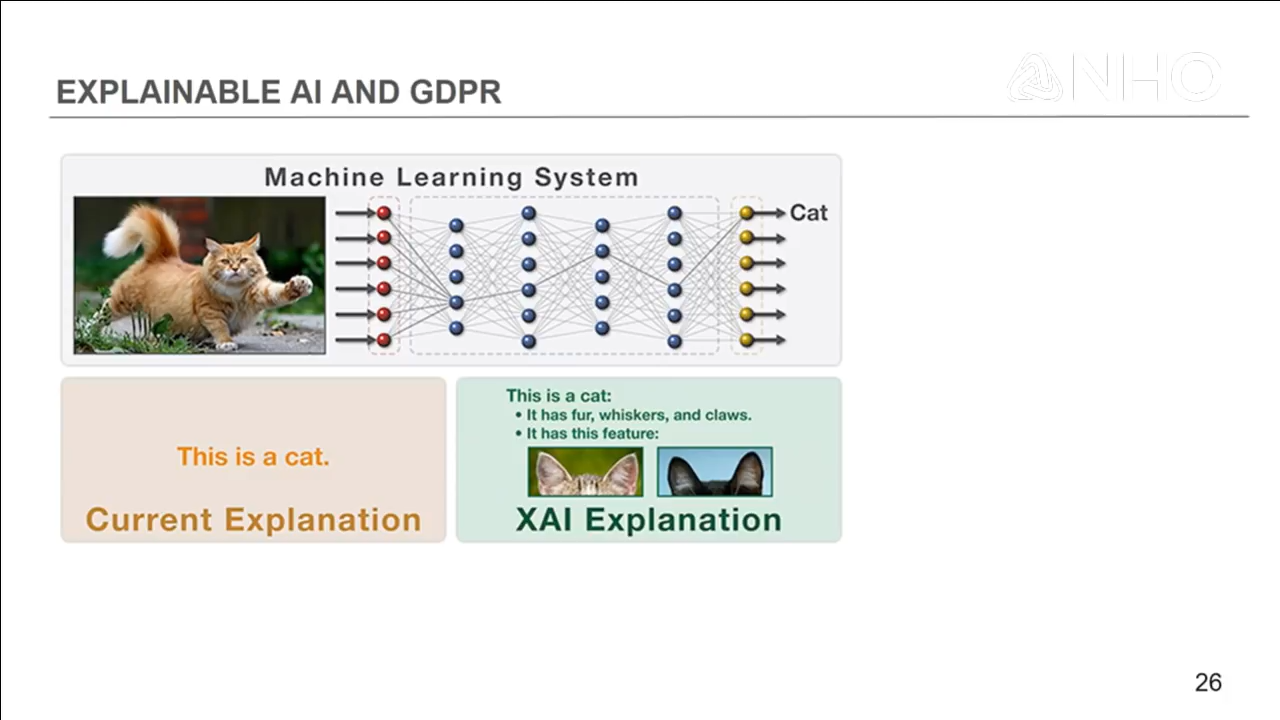 NHO
EXPLAINABLE AI AND GDPR
Machine Learning System
Cat
This is a cat.
Current Explanation
This is a cat:
• It has fur, whiskers, and claws.
• It has this feature:
XAI Explanation
26